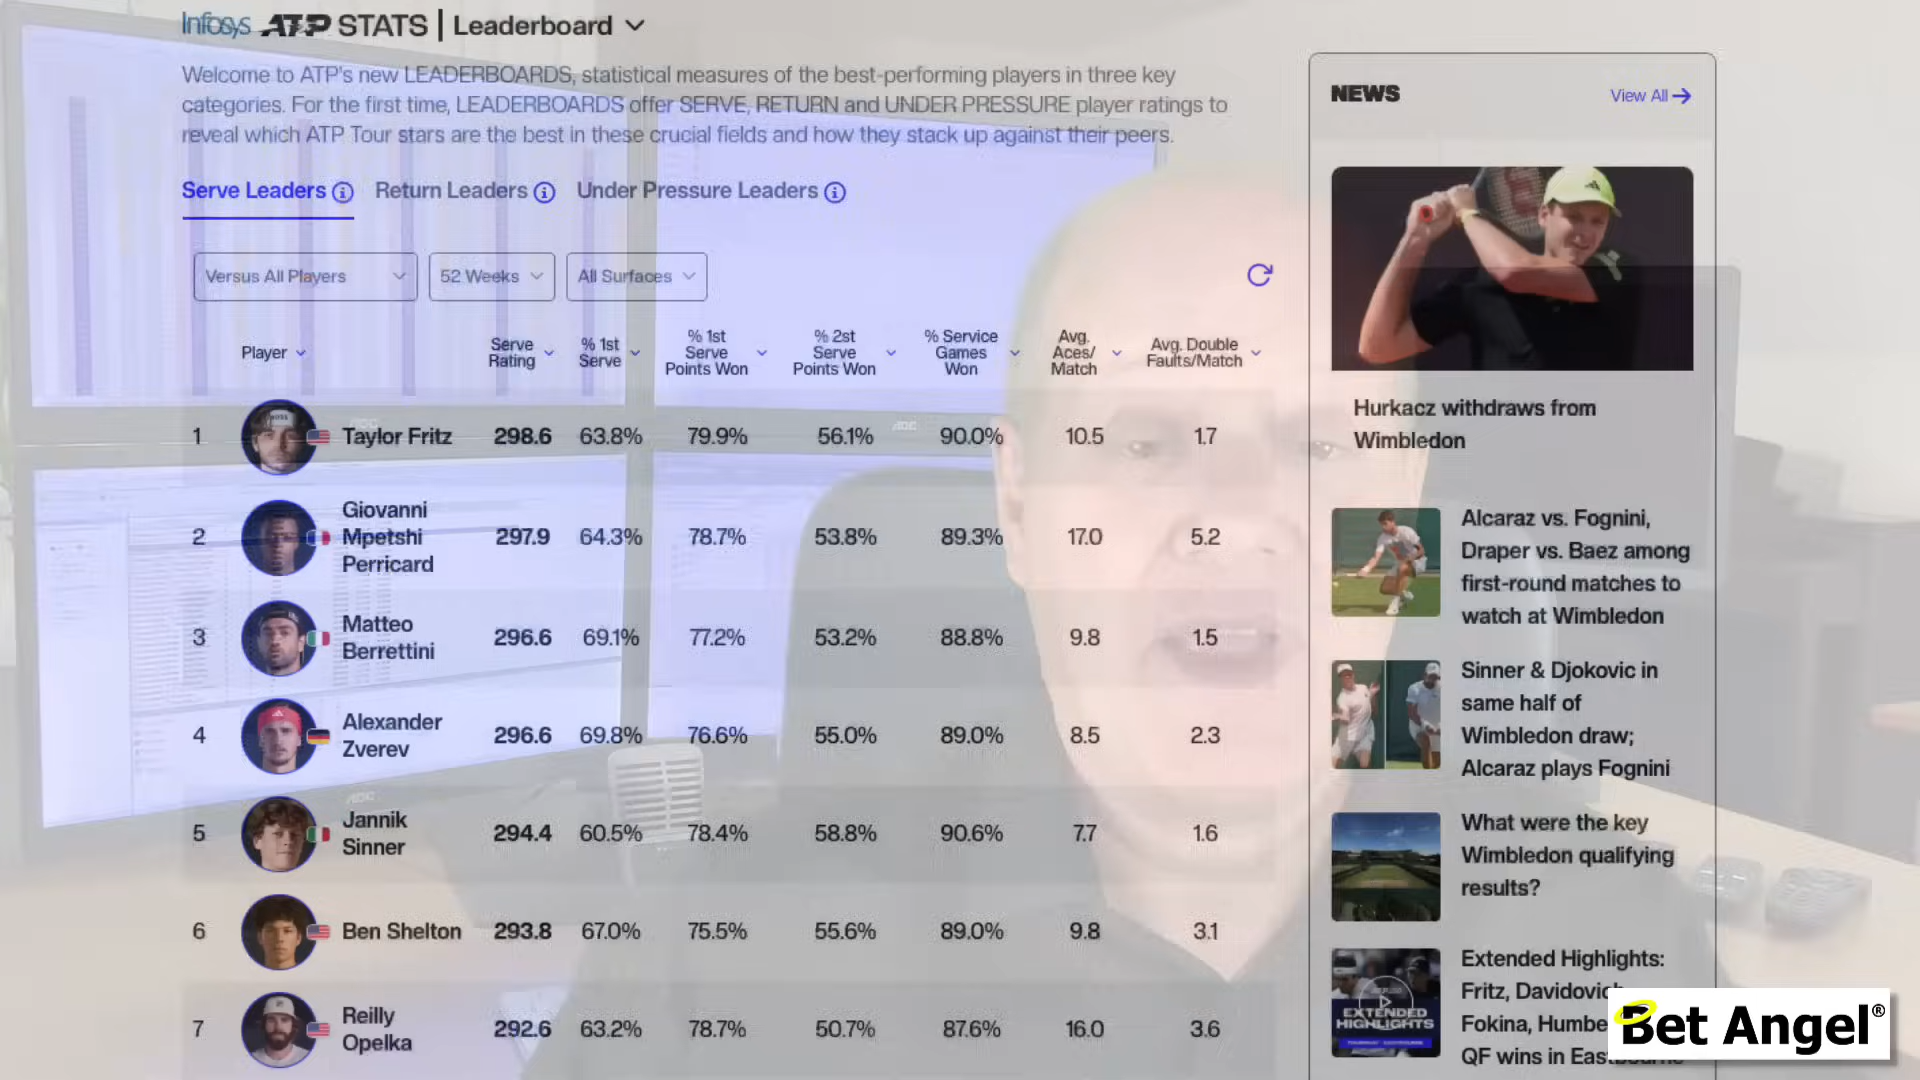 Infosys ATP STATS | Leaderboard
Welcome to ATP's new LEADERBOARDS, statistical measures of the best-performing players in three key
categories. For the first time, LEADERBOARDS offer SERVE, RETURN and UNDER PRESSURE player ratings to
reveal which ATP Tour stars are the best in these crucial fields and how they stack up against their peers.
Serve Leaders Return Leaders Under Pressure Leaders
Versus All Players 52 Weeks All Surfaces
Player
Serve
Rating
% 1st
Serve
% 1st
Serve
Points Won
% 2st
Serve
Points Won
% Service
Games
Won
Avg.
Aces/
Match
Avg. Double
Faults/Match
1 Taylor Fritz 298.6 63.8% 79.9% 56.1% 90.0% 10.5 1.7
2 Giovanni
Mpetshi
Perricard
297.9 64.3% 78.7% 53.8% 89.3% 17.0 5.2
3 Matteo
Berrettini
296.6 69.1% 77.2% 53.2% 88.8% 9.8 1.5
4 Alexander
Zverev
296.6 69.8% 76.6% 55.0% 89.0% 8.5 2.3
5 Jannik
Sinner
294.4 60.5% 78.4% 58.8% 90.6% 7.7 1.6
6 Ben Shelton 293.8 67.0% 75.5% 55.6% 89.0% 9.8 3.1
7 Reilly
Opelka
292.6 63.2% 78.7% 50.7% 87.6% 16.0 3.6
NEWS View All
Hurkacz withdraws from
Wimbledon
Alcaraz vs. Fognini,
Draper vs. Baez among
first-round matches to
watch at Wimbledon
Sinner & Djokovic in
same half of
Wimbledon draw;
Alcaraz plays Fognini
What were the key
Wimbledon qualifying
results?
EXTENDED
HIGHLIGHTS
Extended Highlights:
Fritz, Davidovic
Fokina, Humbe
QF wins in Eastbourne
Bet Angel®